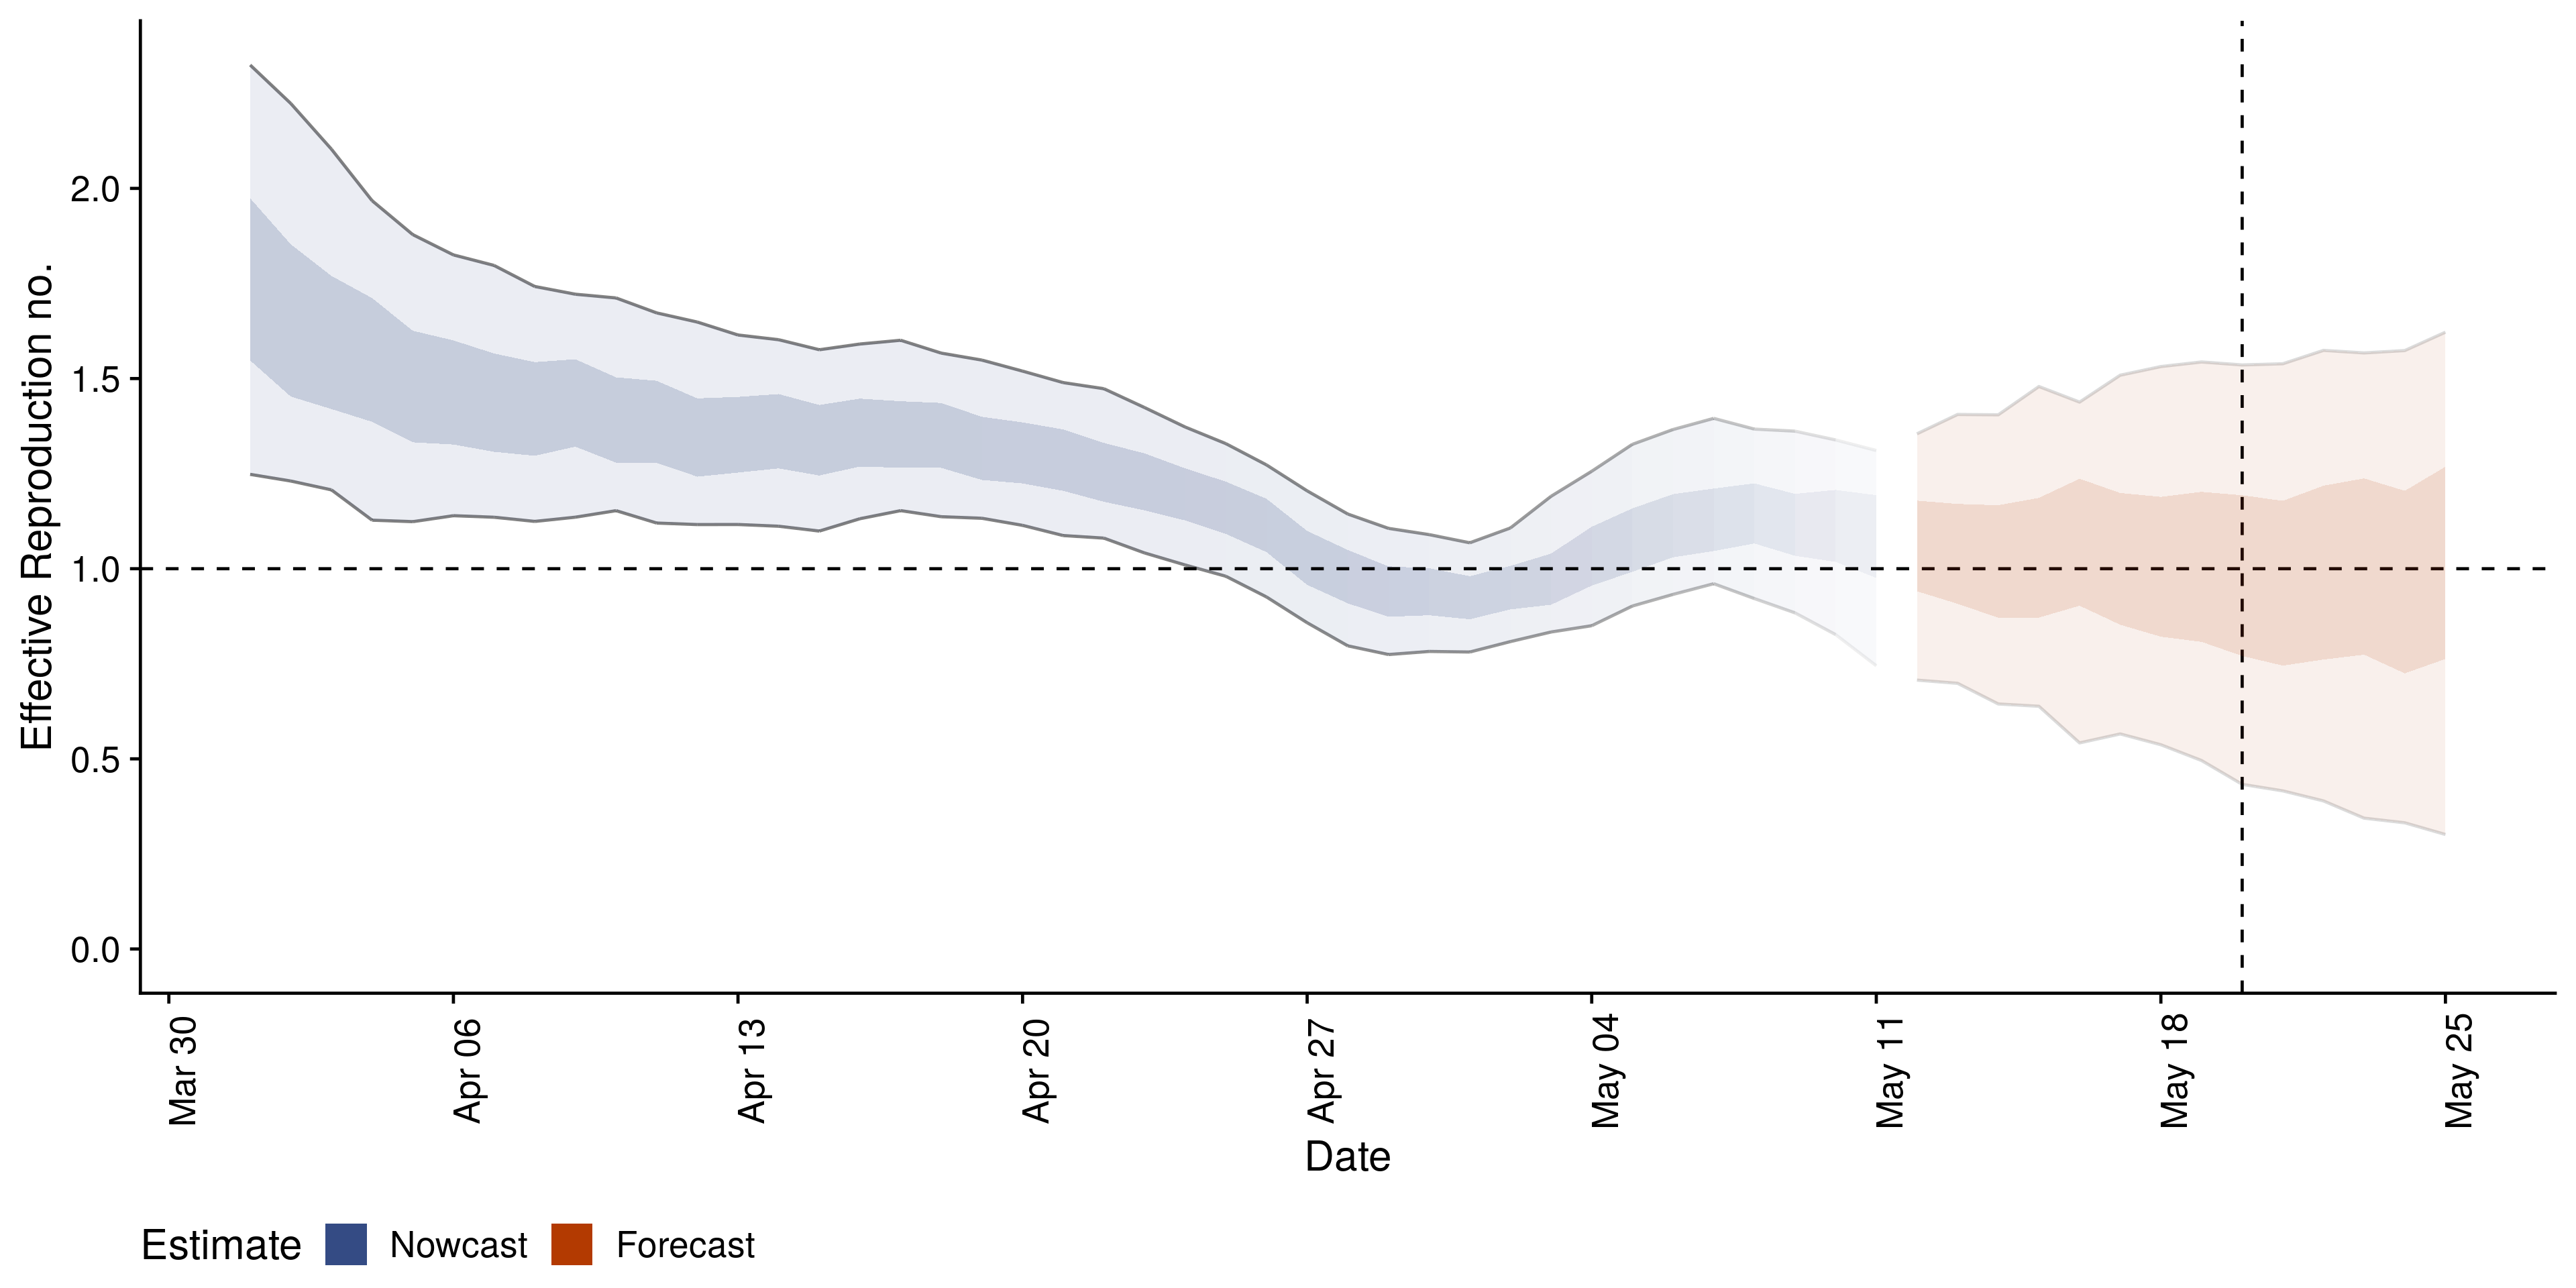 Effective Reproduction no.
2.0
1.5
1.0
0.5
0.0
Mar 30
Apr 06
Apr 13
Apr 20
Apr 27
May 04
May 11
May 18
May 25
Date
Estimate Nowcast Forecast